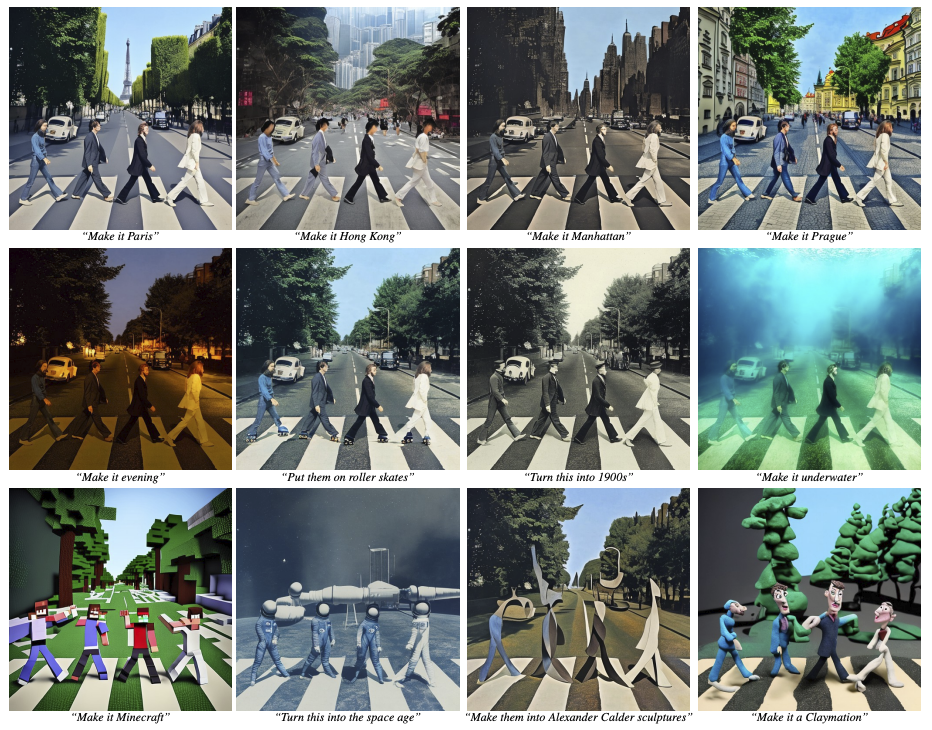 “Make it Paris”
“Make it Hong Kong”
“Make it Manhattan”
“Make it Prague”
“Make it evening”
“Put them on roller skates”
“Turn this into 1900s”
“Make it underwater”
“Make it Minecraft”
“Turn this into the space age”
“Make them into Alexander Calder sculptures”
“Make it a Claymation”